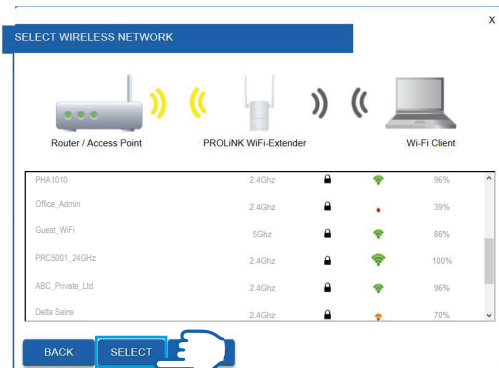 X
SELECT WIRELESS NETWORK
Router / Access Point PROLiNK WiFi-Extender Wi-Fi Client
PHA1010 2.4Ghz 96%
Office_Admin 2.4Ghz 39%
Guest_WiFi 5Ghz 86%
PRC5001_24GHz 2.4Ghz 100%
ABC_Private_Ltd 2.4Ghz 96%
Delta Sains 2.4Ghz 70%
BACK SELECT